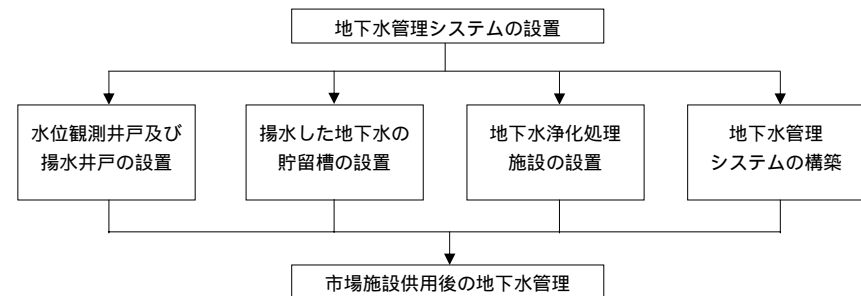 地下水管理システムの設置
水位観測井戸及び
揚水井戸の設置
揚水した地下水の
貯留槽の設置
地下水浄化処理
施設の設置
地下水管理
システムの構築
市場施設供用後の地下水管理